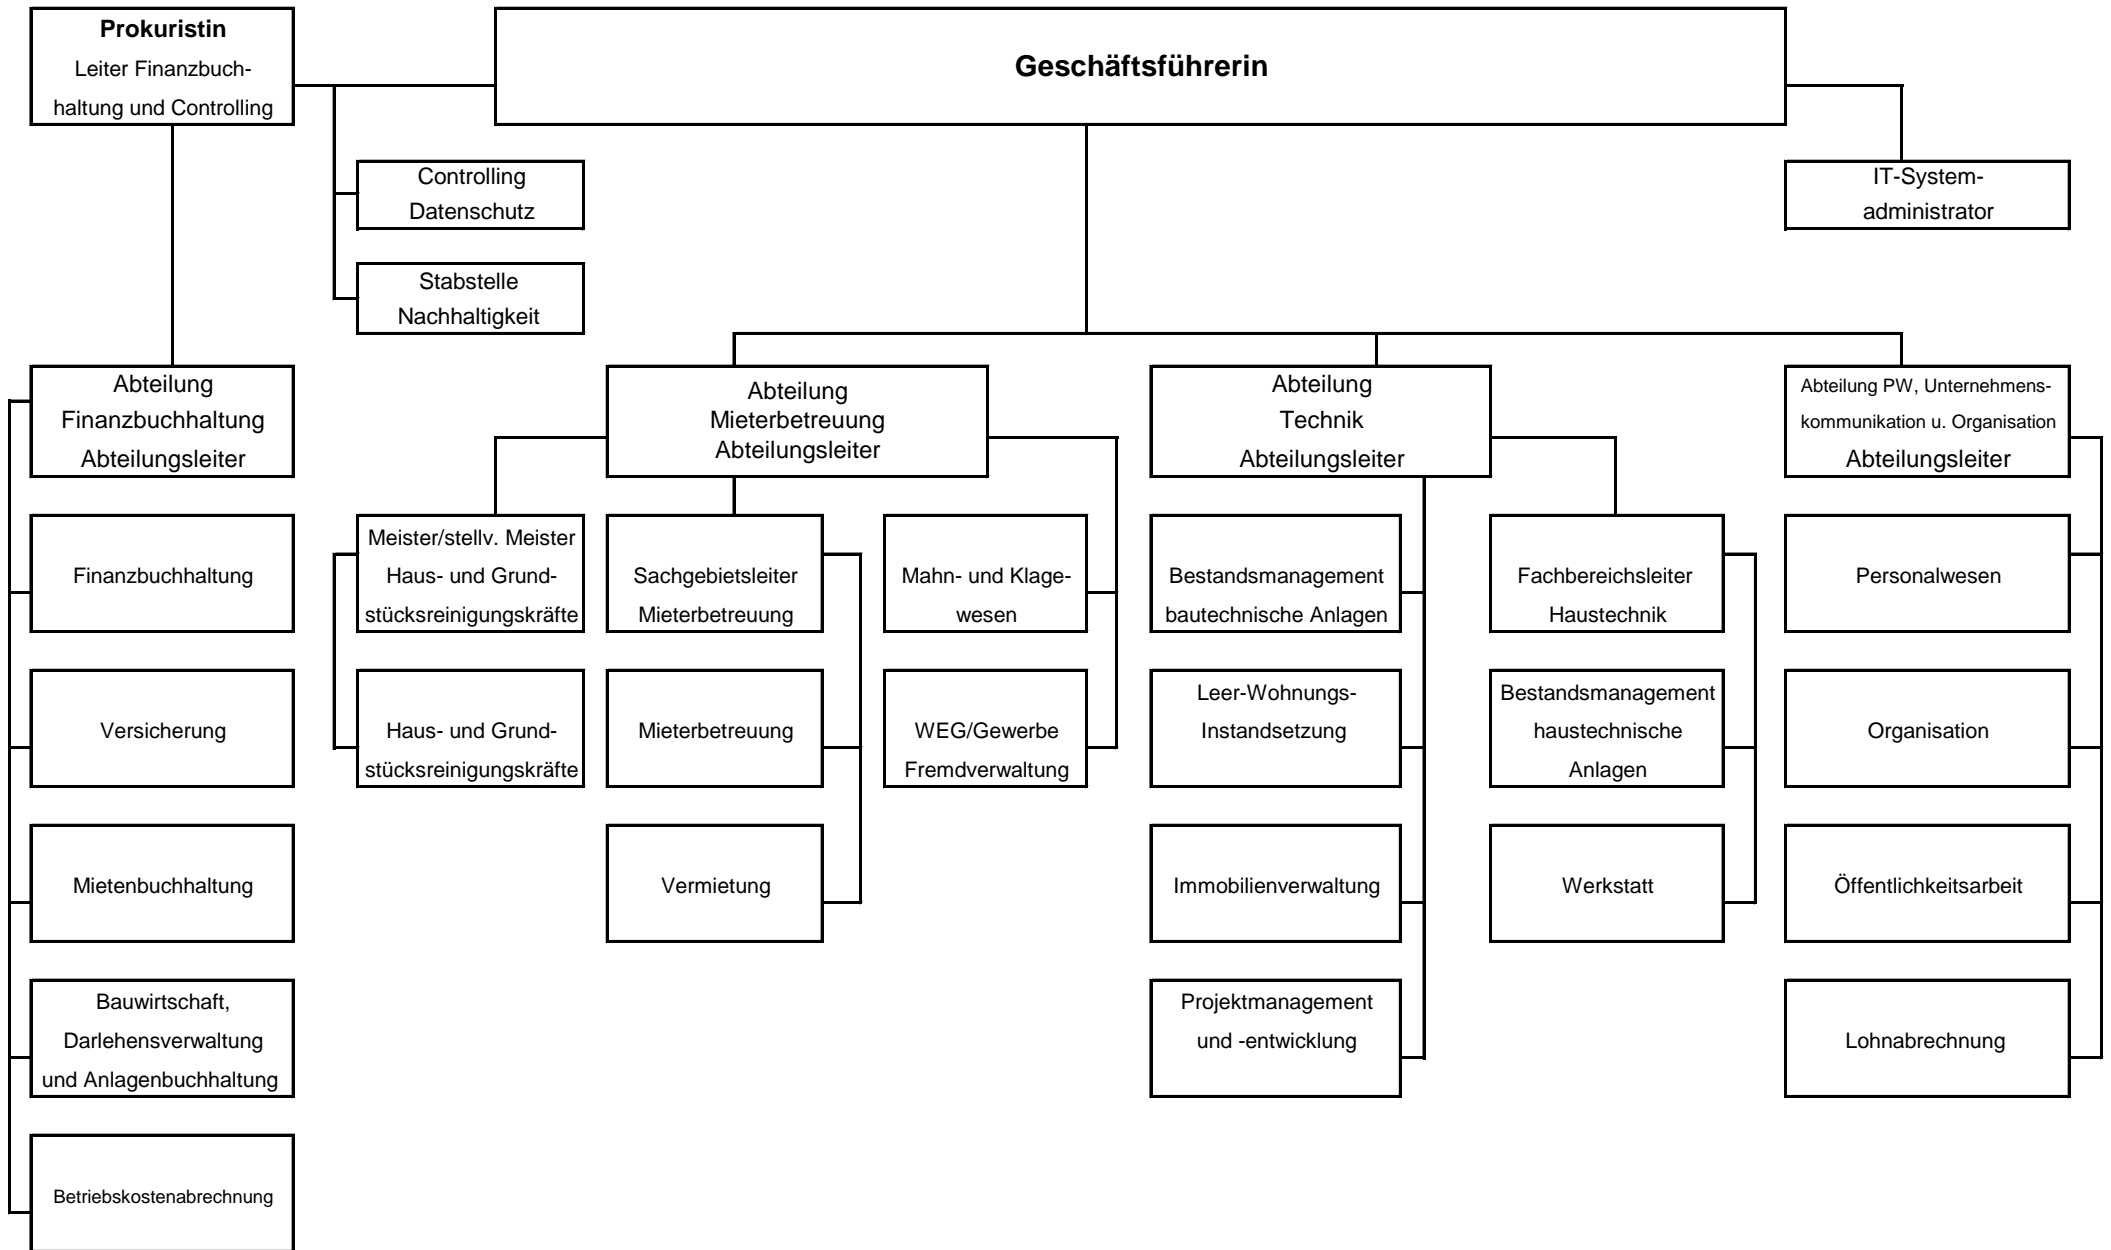 Prokuristin
Leiter Finanzbuch-
haltung und Controlling
Geschäftsführerin
Controlling
Datenschutz
IT-System-
administrator
Stabstelle
Nachhaltigkeit
Abteilung
Finanzbuchhaltung
Abteilungsleiter
Abteilung
Mieterbetreuung
Abteilungsleiter
Abteilung
Technik
Abteilungsleiter
Abteilung PW, Unternehmens-
kommunikation u. Organisation
Abteilungsleiter
Finanzbuchhaltung
Meister/stellv. Meister
Haus- und Grund-
stücksreinigungskräfte
Sachgebietsleiter
Mieterbetreuung
Mahn- und Klage-
wesen
Bestandsmanagement
bautechnische Anlagen
Fachbereichsleiter
Haustechnik
Personalwesen
Versicherung
Haus- und Grund-
stücksreinigungskräfte
Mieterbetreuung
WEG/Gewerbe
Fremdverwaltung
Leer-Wohnungs-
Instandsetzung
Bestandsmanagement
haustechnische
Anlagen
Organisation
Mietenbuchhaltung
Vermietung
Immobilienverwaltung
Werkstatt
Öffentlichkeitsarbeit
Bauwirtschaft,
Darlehensverwaltung
und Anlagenbuchhaltung
Projektmanagement
und -entwicklung
Lohnabrechnung
Betriebskostenabrechnung